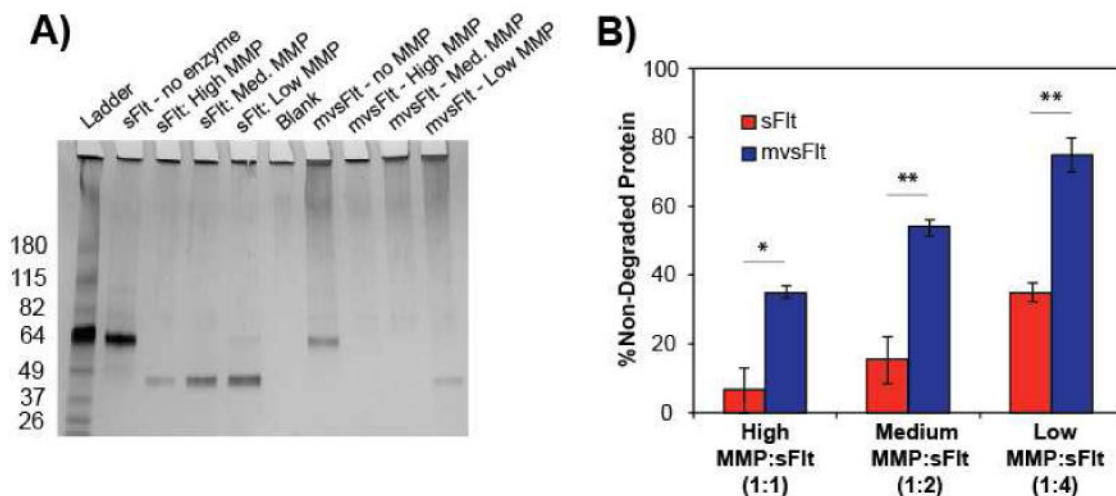 A)
Ladder
sFlt - no enzyme
sFlt: High MMP
sFlt: Med. MMP
sFlt: Low MMP
Blank
mvsFlt - no MMP
mvsFlt - High MMP
mvsFlt - Med. MMP
mvsFlt - Low MMP
180
115
82
64
49
37
26
B)
%Non-Degraded Protein
100
80
60
40
20
0
sFlt
mvsFlt
*
**
**
High
MMP:sFlt
(1:1)
Medium
MMP:sFlt
(1:2)
Low
MMP:sFlt
(1:4)